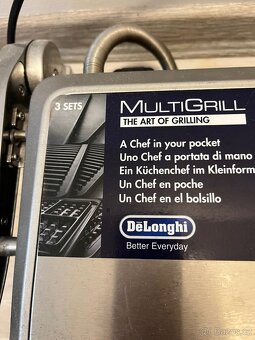 3 SETS
MULTIGRILL
THE ART OF GRILLING
A Chef in your pocket
Uno Chef a portata di mano
Ein Küchenchef im Kleinform
Un Chef en poche
Un Chef en el bolsillo
DeLonghi
Better Everyday